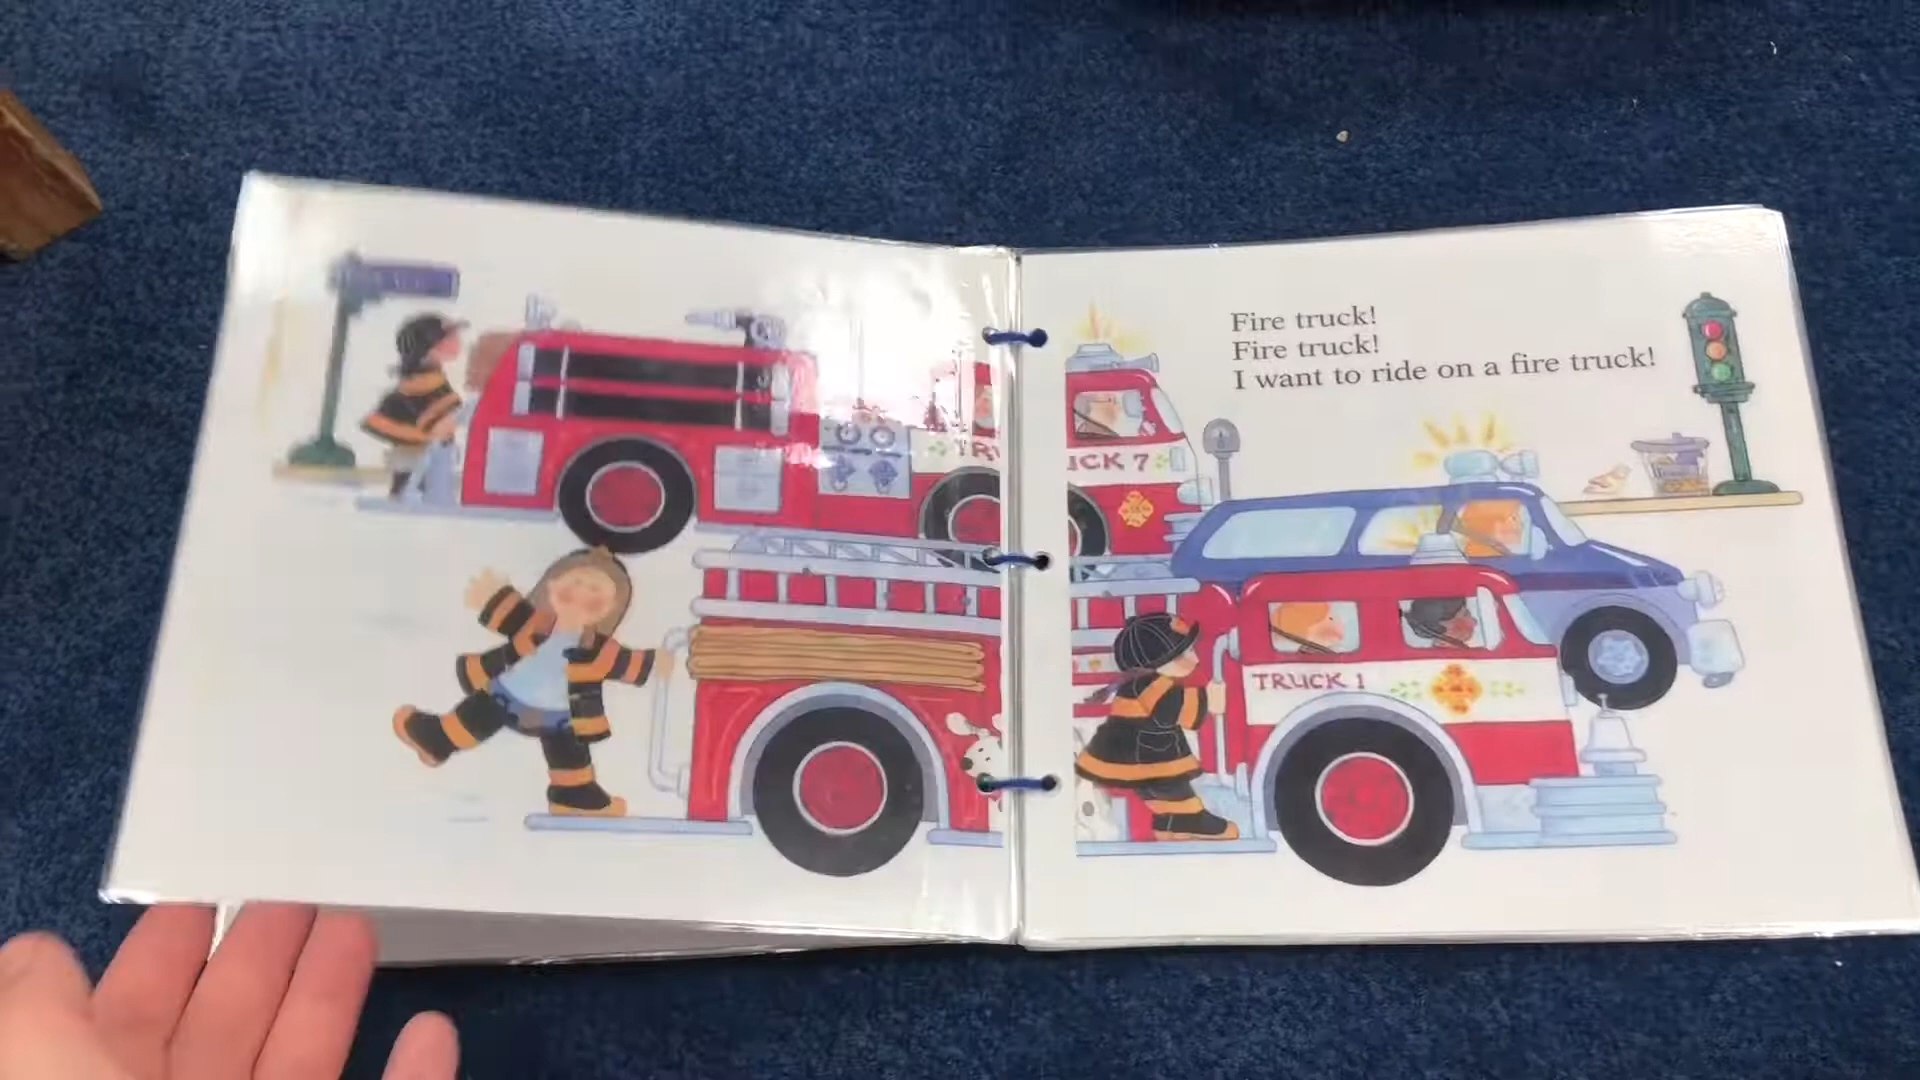 TRUCK 7
Fire truck!
Fire truck!
I want to ride on a fire truck!
TRUCK 1